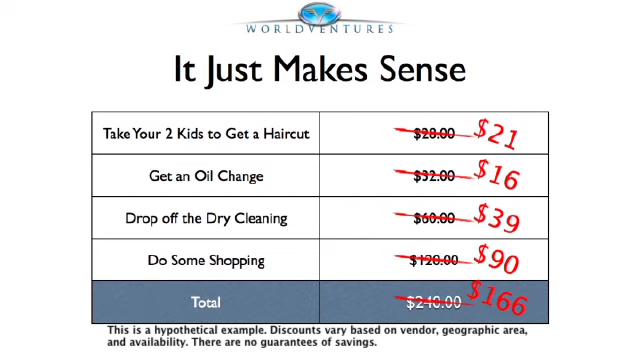 WORLDVENTURES
It Just Makes Sense
Take Your 2 Kids to Get a Haircut $28.00 $21
Get an Oil Change $32.00 $16
Drop off the Dry Cleaning $60.00 $39
Do Some Shopping $120.00 $90
Total $240.00 $166
This is a hypothetical example. Discounts vary based on vendor, geographic area,
and availability. There are no guarantees of savings.